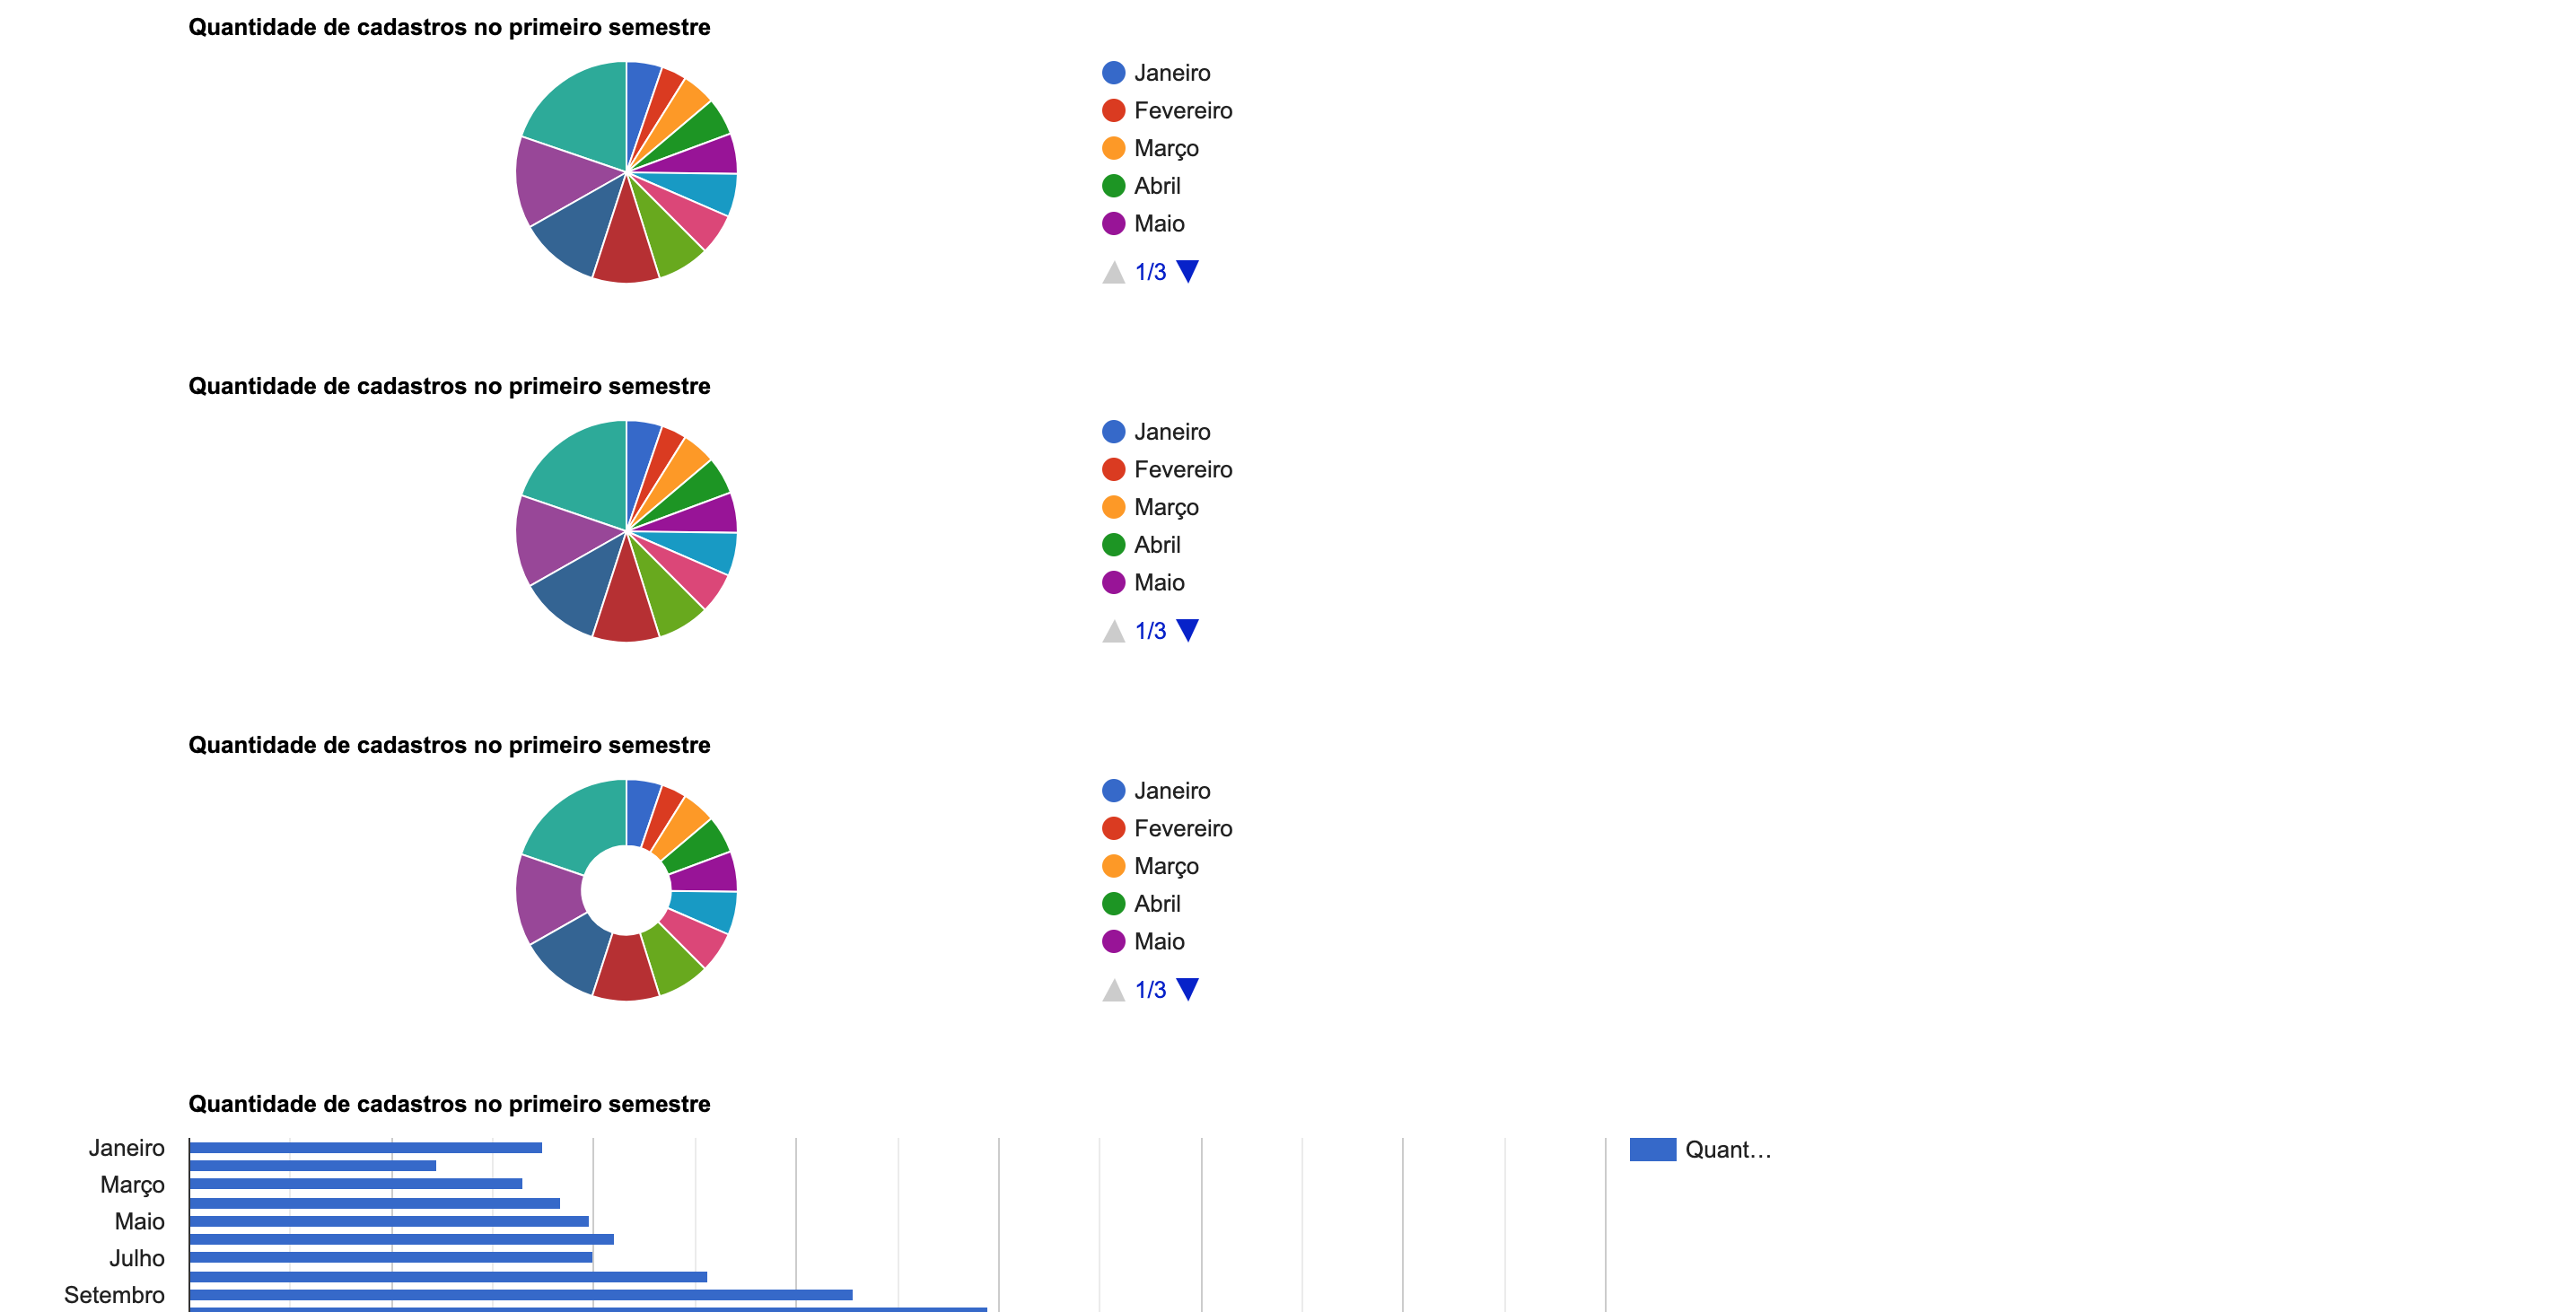 Quantidade de cadastros no primeiro semestre
Janeiro
Fevereiro
Março
Abril
Maio
1/3
Quantidade de cadastros no primeiro semestre
Janeiro
Fevereiro
Março
Abril
Maio
1/3
Quantidade de cadastros no primeiro semestre
Janeiro
Fevereiro
Março
Abril
Maio
1/3
Quantidade de cadastros no primeiro semestre
Janeiro
Março
Maio
Julho
Setembro
Quant...